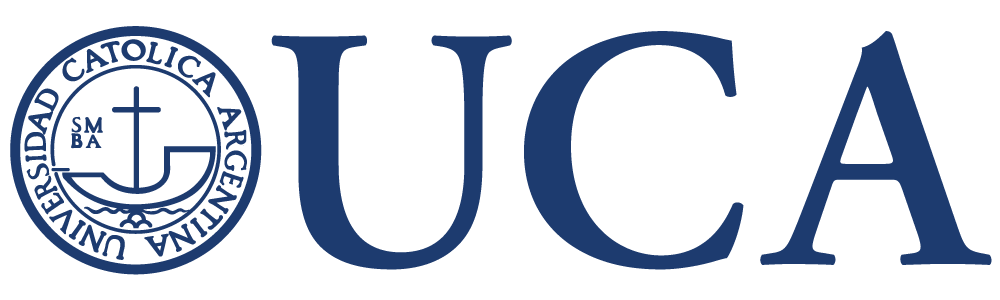 UNIVERSIDAD CATOLICA ARGENTINA
SM
BA
UCA